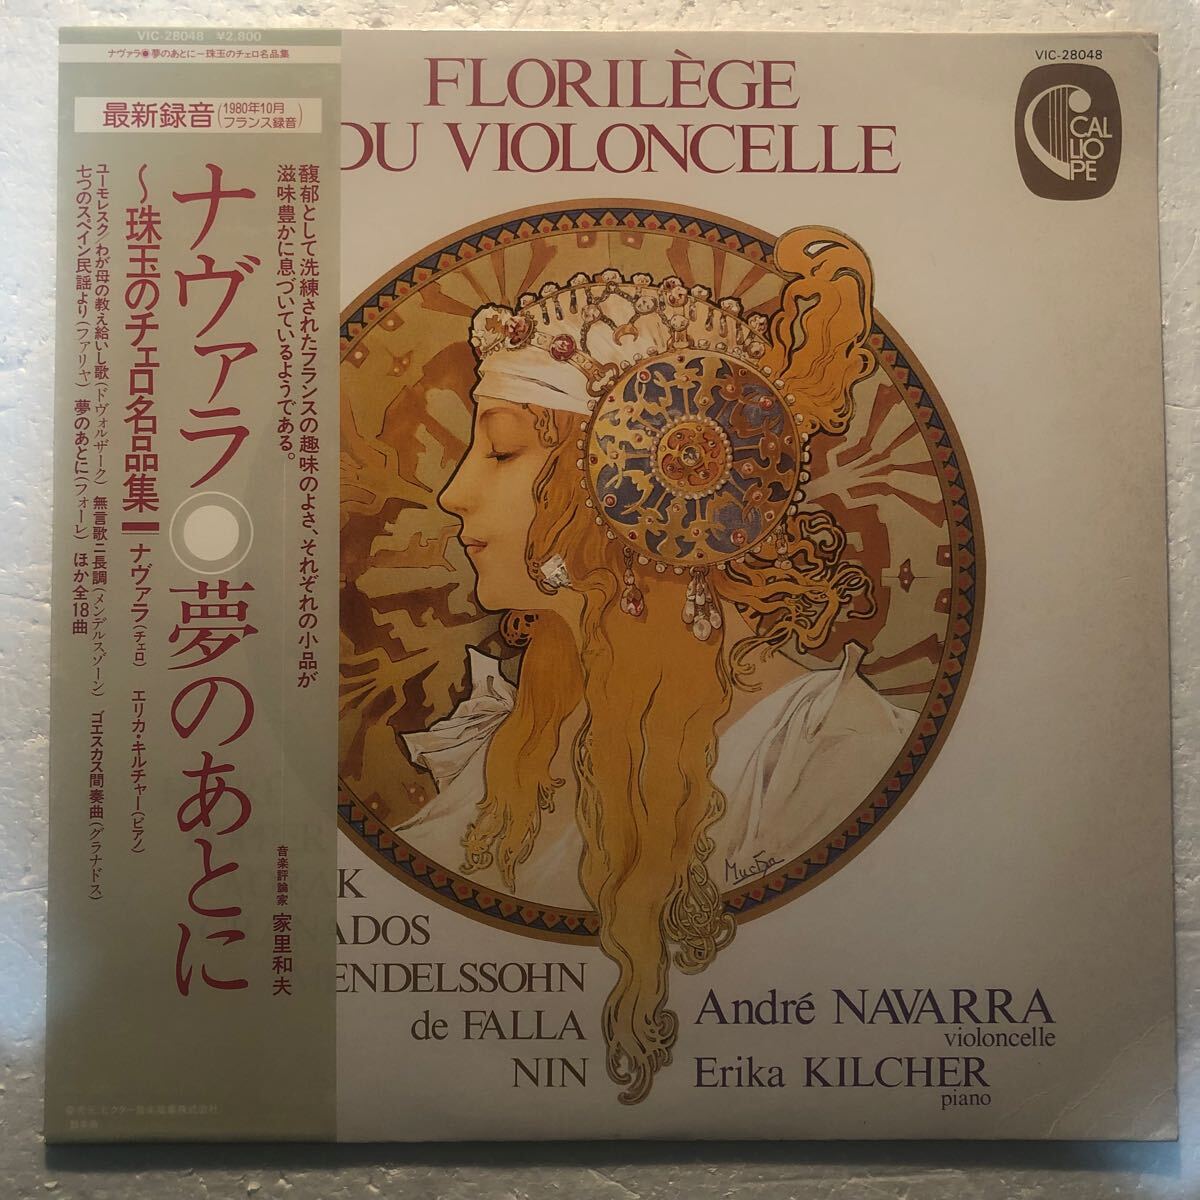 VIC-28048 ¥2,800
ナヴァラ◉夢のあとに－珠玉のチェロ名品集
最新録音(1980年10月フランス録音)
馥郁として洗練されたフランスの趣味のよさ、それぞれの小品が
滋味豊かに息づいているようである。
音楽評論家 家里和夫
ナヴァラ◉夢のあとに
〜珠玉のチェロ名品集
ナヴァラ(チェロ) エリカ・キルチャー(ピアノ)
ユーモレスク/わが母の教え給いし歌(ドヴォルザーク) 無言歌ニ長調(メンデルスゾーン) ゴイェスカス間奏曲(グラナドス)
七つのスペイン民謡より(ファリャ) 夢のあとに(フォーレ) ほか全18曲
FLORILÈGE
DU VIOLONCELLE
VIC-28048
CALLIOPE
Mucha
K
ADOS
MENDELSSOHN
de FALLA
NIN
André NAVARRA
violoncelle
Erika KILCHER
piano